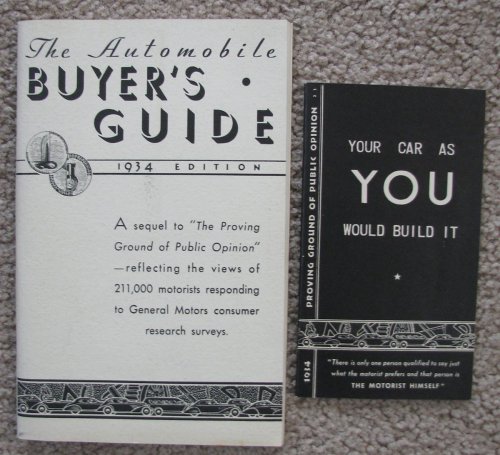 The Automobile
BUYER'S •
GUIDE
1934 EDITION
A sequel to "The Proving
Ground of Public Opinion"
—reflecting the views of
211,000 motorists responding
to General Motors consumer
research surveys.
PROVING GROUND OF PUBLIC OPINION
1934
YOUR CAR AS
YOU
WOULD BUILD IT
*
"There is only one person qualified to say just
what the motorist prefers and that person is
THE MOTORIST HIMSELF"